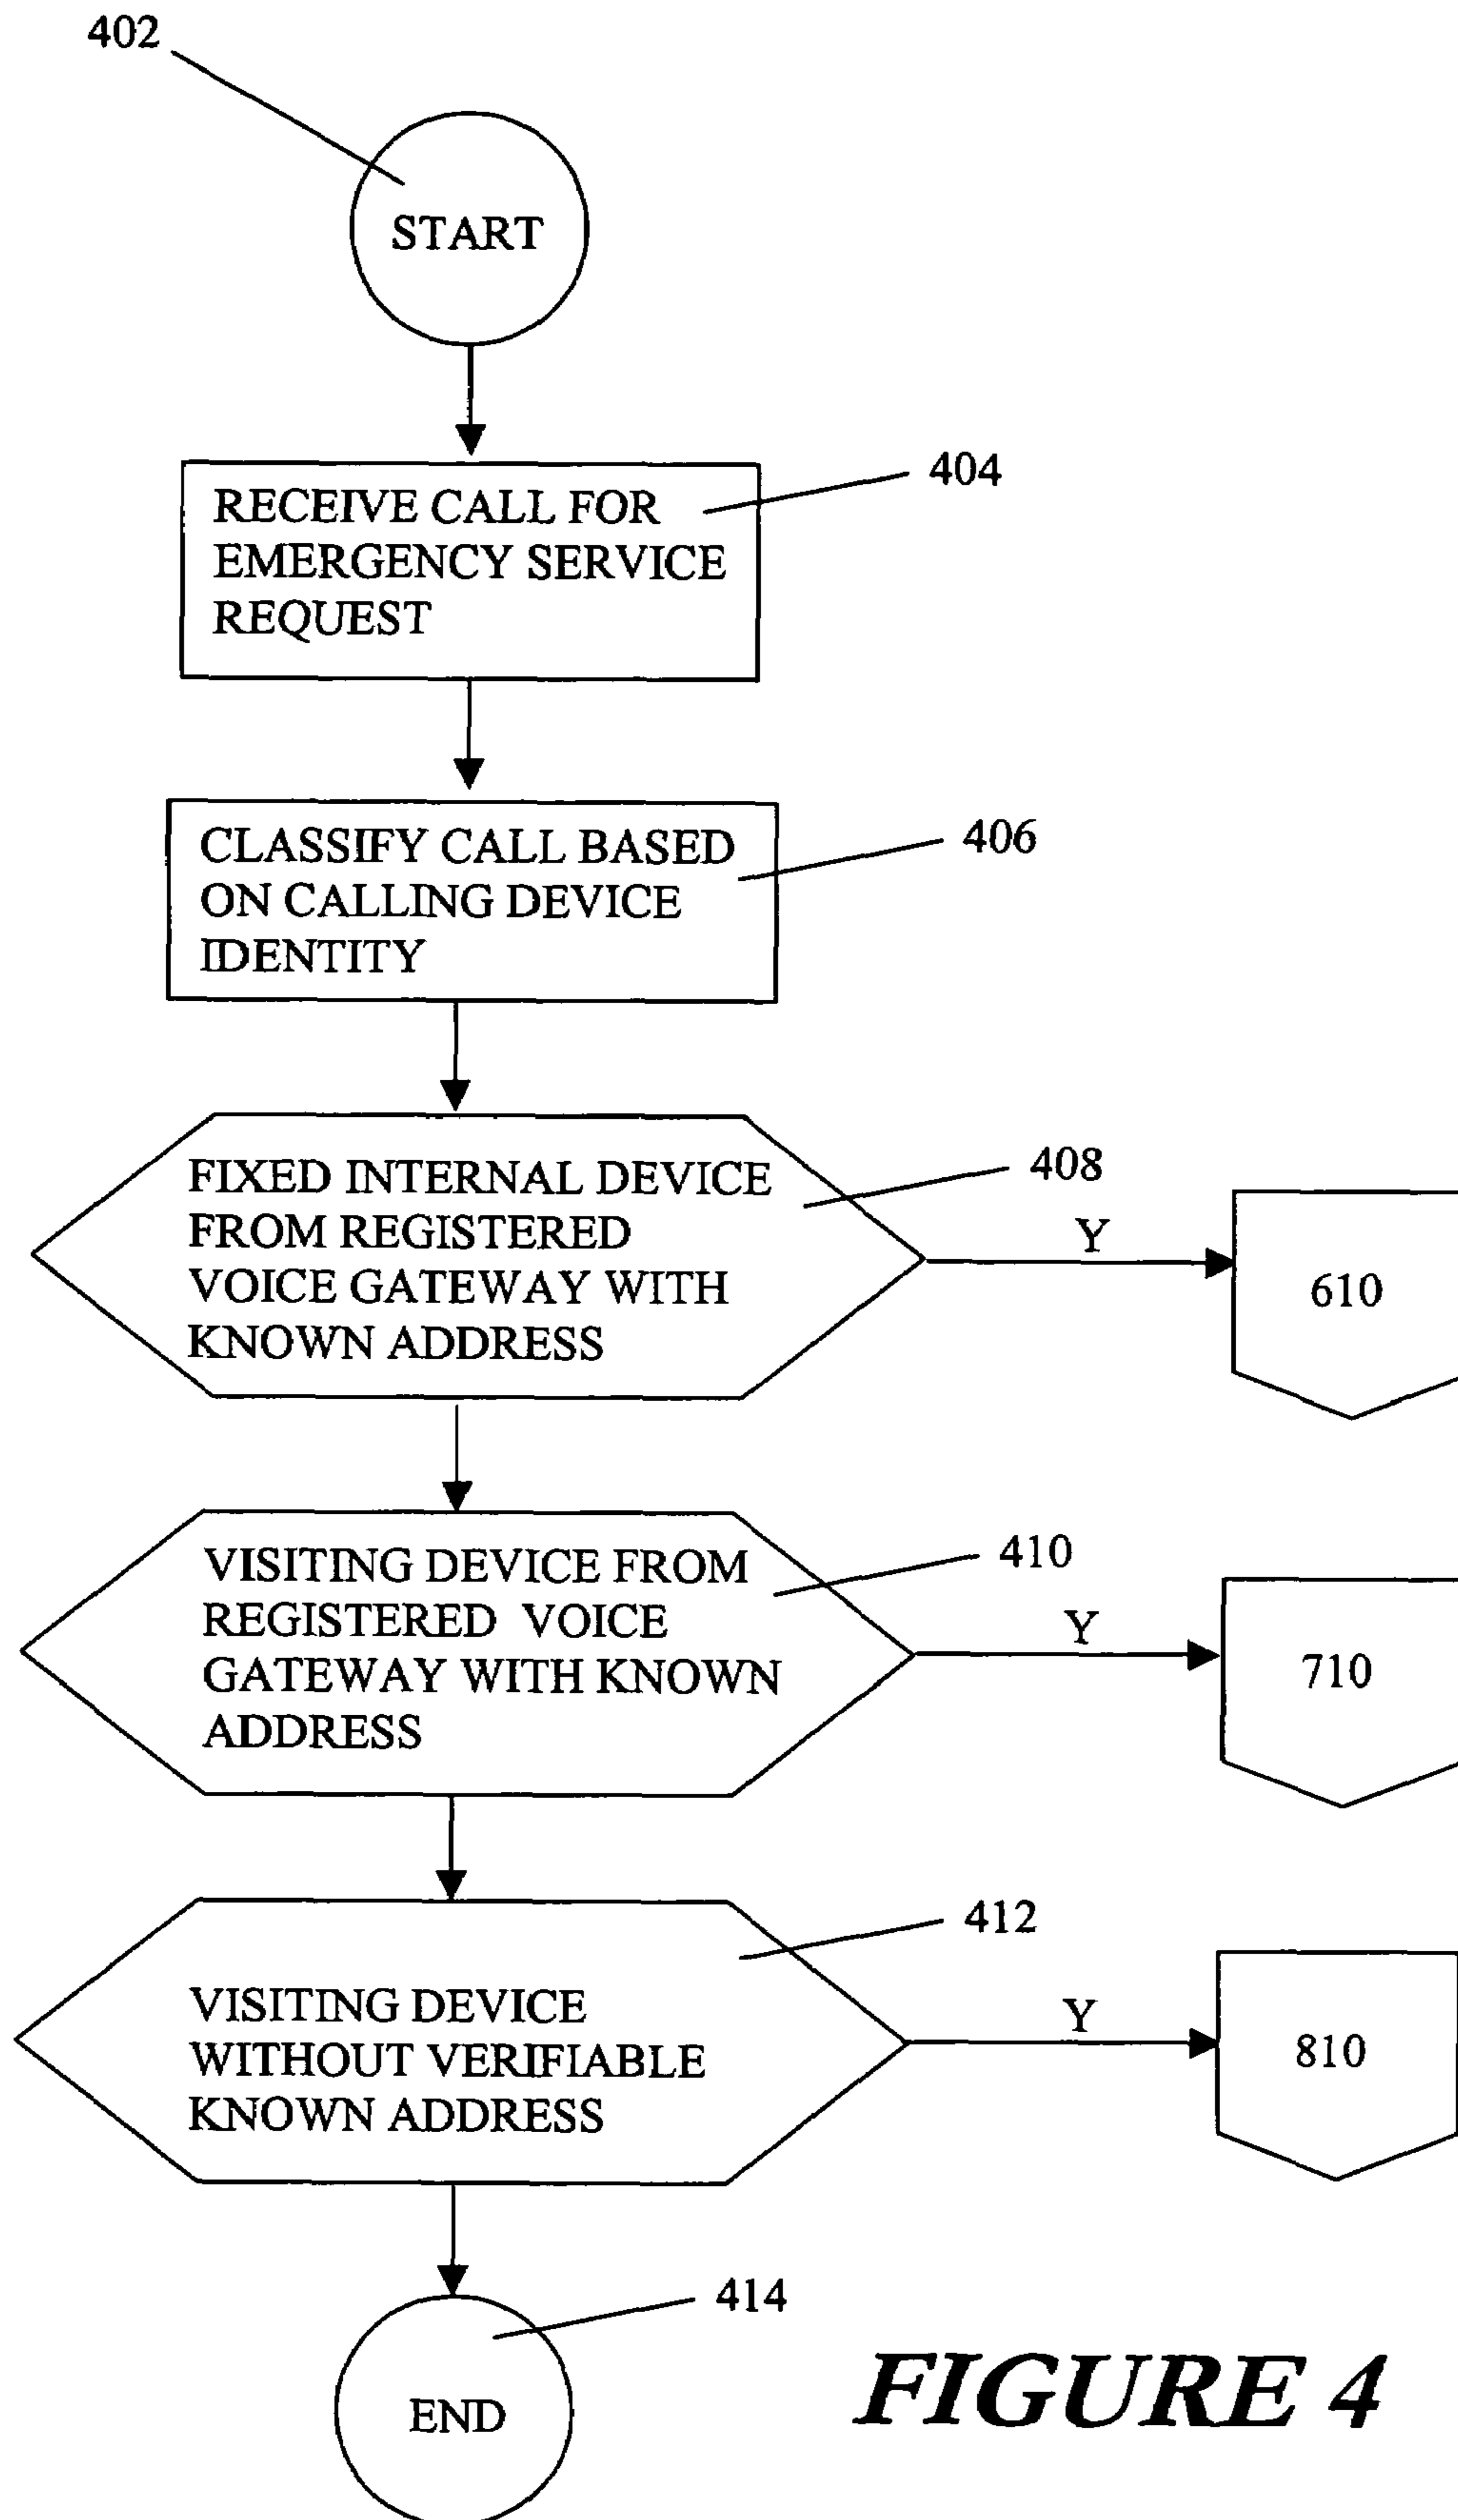 402
START
404
RECEIVE CALL FOR
EMERGENCY SERVICE
REQUEST
406
CLASSIFY CALL BASED
ON CALLING DEVICE
IDENTITY
408
FIXED INTERNAL DEVICE
FROM REGISTERED
VOICE GATEWAY WITH
KNOWN ADDRESS
Y
610
410
VISITING DEVICE FROM
REGISTERED VOICE
GATEWAY WITH KNOWN
ADDRESS
Y
710
412
VISITING DEVICE
WITHOUT VERIFIABLE
KNOWN ADDRESS
Y
810
414
END
FIGURE 4